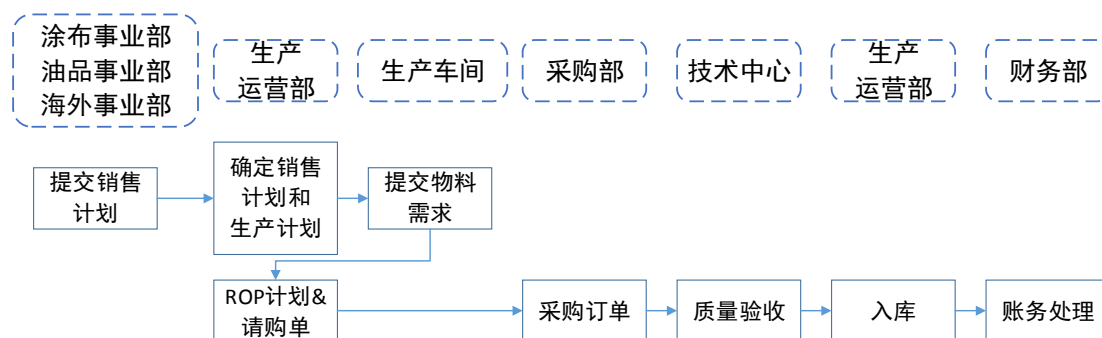 涂布事业部
油品事业部
海外事业部
生产
运营部
生产车间
采购部
技术中心
生产
运营部
财务部
提交销售
计划
确定销售
计划和
生产计划
提交物料
需求
ROP计划&
请购单
采购订单
质量验收
入库
账务处理